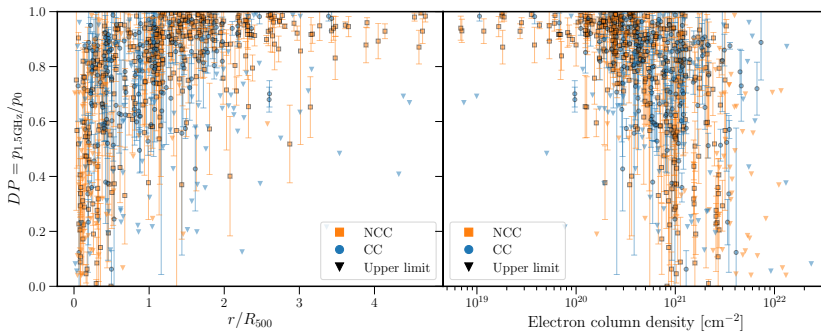 DP = p1.5GHz/p0
1.0
0.8
0.6
0.4
0.2
0.0
NCC
CC
Upper limit
NCC
CC
Upper limit
0 1 2 3 4
10^19 10^20 10^21 10^22
r/R500
Electron column density [cm^−2]